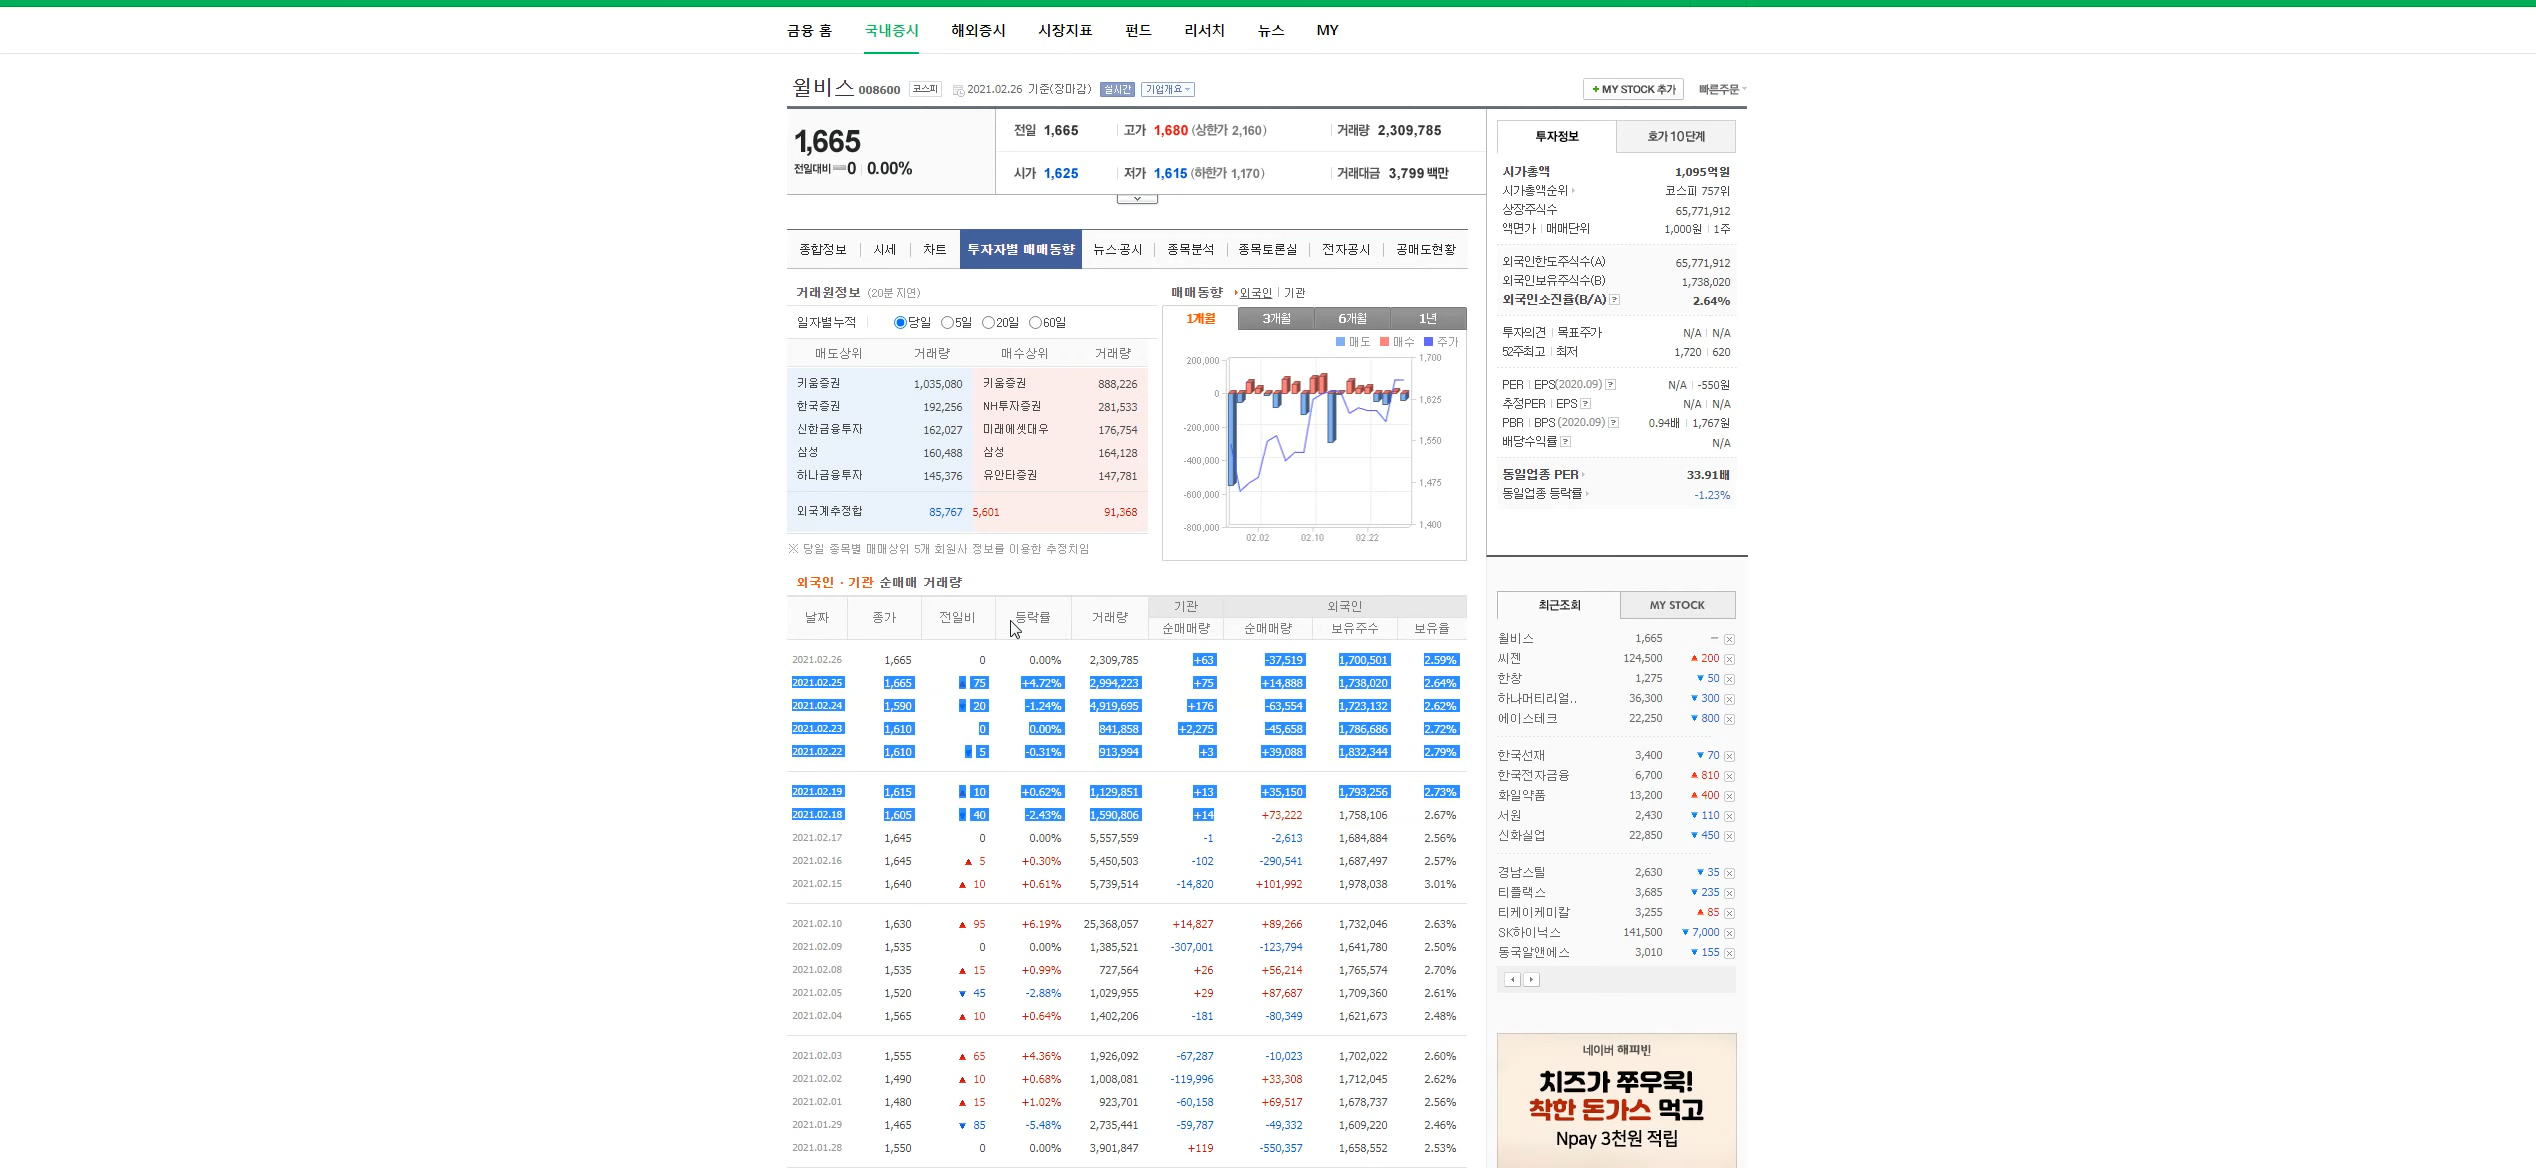 금융 홈 국내증시 해외증시 시장지표 펀드 리서치 뉴스 MY
윌비스 008600 코스피 2021.02.26 기준(장마감) 실시간 기업개요
+ MY STOCK 추가 빠른주문
1,665
전일대비 0 0.00%
전일 1,665 고가 1,680 (상한가 2,160) 거래량 2,309,785
시가 1,625 저가 1,615 (하한가 1,170) 거래대금 3,799 백만
종합정보 시세 차트 투자자별 매매동향 뉴스·공시 종목분석 종목토론실 전자공시 공매도현황
거래원정보 (20분 지연)
일자별누적 당일 5일 20일 60일
매도상위 거래량 매수상위 거래량
키움증권 1,035,080 키움증권 888,226
한국증권 192,256 NH투자증권 281,533
신한금융투자 162,027 미래에셋대우 176,754
삼성 160,488 삼성 164,128
하나금융투자 145,376 유안타증권 147,781
외국계추정합 85,767 5,601 91,368
※ 당일 종목별 매매상위 5개 회원사 정보를 이용한 추정치임
매매동향 외국인 기관
1개월 3개월 6개월 1년
매도 매수 주가
200,000 1,700
0 1,625
-200,000
1,550
-400,000
1,475
-600,000
-800,000 1,400
02.02 02.10 02.22
외국인 · 기관 순매매 거래량
날짜 종가 전일비 등락률 거래량 기관 외국인
순매매량 순매매량 보유주수 보유율
2021.02.26 1,665 0 0.00% 2,309,785 +63 -37,519 1,700,501 2.59%
2021.02.25 1,665 ▲ 75 +4.72% 2,994,223 +75 +14,888 1,738,020 2.64%
2021.02.24 1,590 ▼ 20 -1.24% 4,919,695 +176 -63,554 1,723,132 2.62%
2021.02.23 1,610 0 0.00% 841,858 +2,275 -45,658 1,786,686 2.72%
2021.02.22 1,610 ▼ 5 -0.31% 913,994 +3 +39,088 1,832,344 2.79%
2021.02.19 1,615 ▲ 10 +0.62% 1,129,851 +13 +35,150 1,793,256 2.73%
2021.02.18 1,605 ▼ 40 -2.43% 1,590,806 +14 +73,222 1,758,106 2.67%
2021.02.17 1,645 0 0.00% 5,557,559 -1 -2,613 1,684,884 2.56%
2021.02.16 1,645 ▲ 5 +0.30% 5,450,503 -102 -290,541 1,687,497 2.57%
2021.02.15 1,640 ▲ 10 +0.61% 5,739,514 -14,820 +101,992 1,978,038 3.01%
2021.02.10 1,630 ▲ 95 +6.19% 25,368,057 +14,827 +89,266 1,732,046 2.63%
2021.02.09 1,535 0 0.00% 1,385,521 -307,001 -123,794 1,641,780 2.50%
2021.02.08 1,535 ▲ 15 +0.99% 727,564 +26 +56,214 1,765,574 2.70%
2021.02.05 1,520 ▼ 45 -2.88% 1,029,955 +29 +87,687 1,709,360 2.61%
2021.02.04 1,565 ▲ 10 +0.64% 1,402,206 -181 -80,349 1,621,673 2.48%
2021.02.03 1,555 ▲ 65 +4.36% 1,926,092 -67,287 -10,023 1,702,022 2.60%
2021.02.02 1,490 ▲ 10 +0.68% 1,008,081 -119,996 +33,308 1,712,045 2.62%
2021.02.01 1,480 ▲ 15 +1.02% 923,701 -60,158 +69,517 1,678,737 2.56%
2021.01.29 1,465 ▼ 85 -5.48% 2,735,441 -59,787 -49,332 1,609,220 2.46%
2021.01.28 1,550 0 0.00% 3,901,847 +119 -550,357 1,658,552 2.53%
투자정보 호가 10단계
시가총액 1,095억원
시가총액순위 코스피 757위
상장주식수 65,771,912
액면가 | 매매단위 1,000원 | 1주
외국인한도주식수(A) 65,771,912
외국인보유주식수(B) 1,738,020
외국인소진율(B/A) ? 2.64%
투자의견 | 목표주가 N/A | N/A
52주최고 | 최저 1,720 | 620
PER | EPS(2020.09) ? N/A | -550원
추정PER | EPS ? N/A | N/A
PBR | BPS (2020.09) ? 0.94배 | 1,767원
배당수익률 ? N/A
동일업종 PER 33.91배
동일업종 등락률 -1.23%
최근조회 MY STOCK
윌비스 1,665 –
씨젠 124,500 ▲ 200
한창 1,275 ▼ 50
하나머티리얼.. 36,300 ▼ 300
에이스테크 22,250 ▼ 800
한국선재 3,400 ▼ 70
한국전자금융 6,700 ▲ 810
화일약품 13,200 ▲ 400
서원 2,430 ▼ 110
신화실업 22,850 ▼ 450
경남스틸 2,630 ▼ 35
티플랙스 3,685 ▼ 235
티케이케미칼 3,255 ▲ 85
SK하이닉스 141,500 ▼ 7,000
동국알앤에스 3,010 ▼ 155
네이버 해피빈
치즈가 쭈우욱!
착한 돈가스 먹고
Npay 3천원 적립